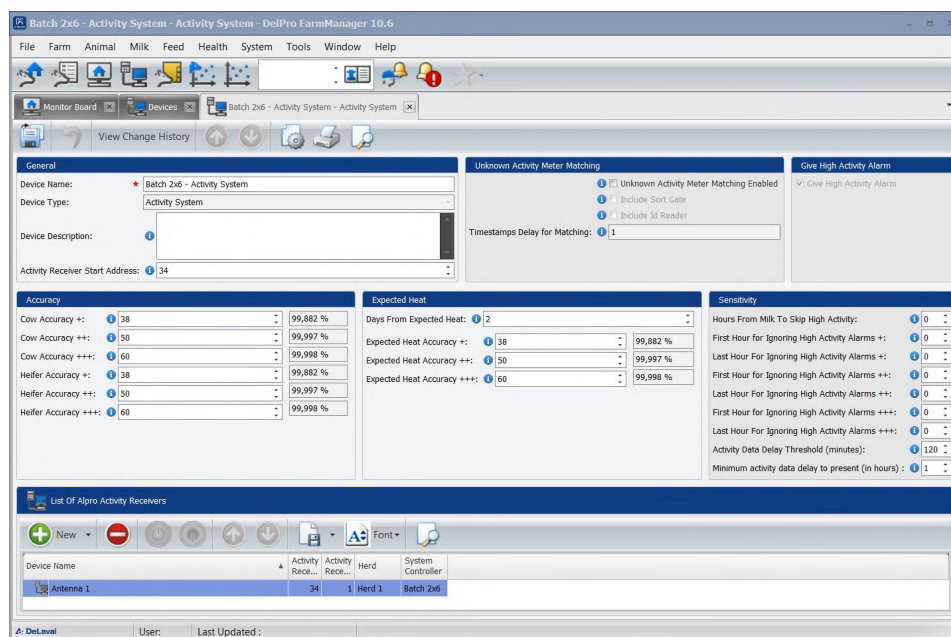 Batch 2x6 - Activity System - Activity System - DelPro FarmManager 10.6
File Farm Animal Milk Feed Health System Tools Window Help
Monitor Board Devices Batch 2x6 - Activity System - Activity System
View Change History
General
Device Name: * Batch 2x6 - Activity System
Device Type: Activity System
Device Description:
Activity Receiver Start Address: 34
Unknown Activity Meter Matching
Unknown Activity Meter Matching Enabled
Include Sort Gate
Include Id Reader
Timestamps Delay for Matching: 1
Give High Activity Alarm
Give High Activity Alarm
Accuracy
Cow Accuracy +: 38 99,882 %
Cow Accuracy ++: 50 99,997 %
Cow Accuracy +++: 60 99,998 %
Heifer Accuracy +: 38 99,882 %
Heifer Accuracy ++: 50 99,997 %
Heifer Accuracy +++: 60 99,998 %
Expected Heat
Days From Expected Heat: 2
Expected Heat Accuracy +: 38 99,882 %
Expected Heat Accuracy ++: 50 99,997 %
Expected Heat Accuracy +++: 60 99,998 %
Sensitivity
Hours From Milk To Skip High Activity: 0
First Hour for Ignoring High Activity Alarms +: 0
Last Hour For Ignoring High Activity Alarms +: 0
First Hour for Ignoring High Activity Alarms ++: 0
Last Hour For Ignoring High Activity Alarms ++: 0
First Hour for Ignoring High Activity Alarms +++: 0
Last Hour For Ignoring High Activity Alarms +++: 0
Activity Data Delay Threshold (minutes): 120
Minimum activity data delay to present (in hours) : 1
List Of Alpro Activity Receivers
New Font
Device Name Activity Rece... Activity Rece... Herd System Controller
Antenna 1 34 1 Herd 1 Batch 2x6
DeLaval User: Last Updated :